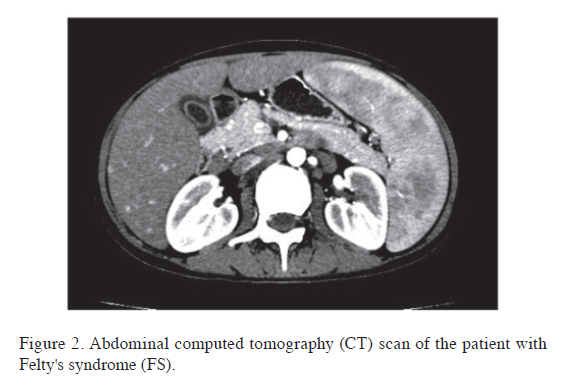 Figure 2. Abdominal computed tomography (CT) scan of the patient with
Felty's syndrome (FS).